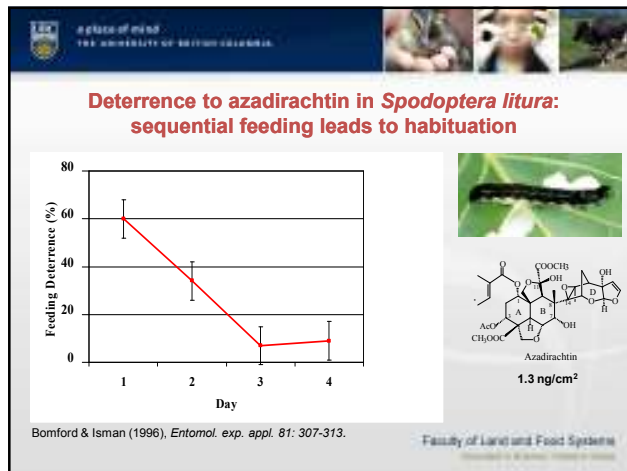 a place of mind
THE UNIVERSITY OF BRITISH COLUMBIA
Deterrence to azadirachtin in Spodoptera litura:
sequential feeding leads to habituation
Feeding Deterrence (%)
80
60
40
20
0
1 2 3 4
Day
O
O
COOCH3
OH
O
OH
A
B
D
O
H
AcO
CH3OOC
H
OH
O
Azadirachtin
1.3 ng/cm²
Bomford & Isman (1996), Entomol. exp. appl. 81: 307-313.
Faculty of Land and Food Systems